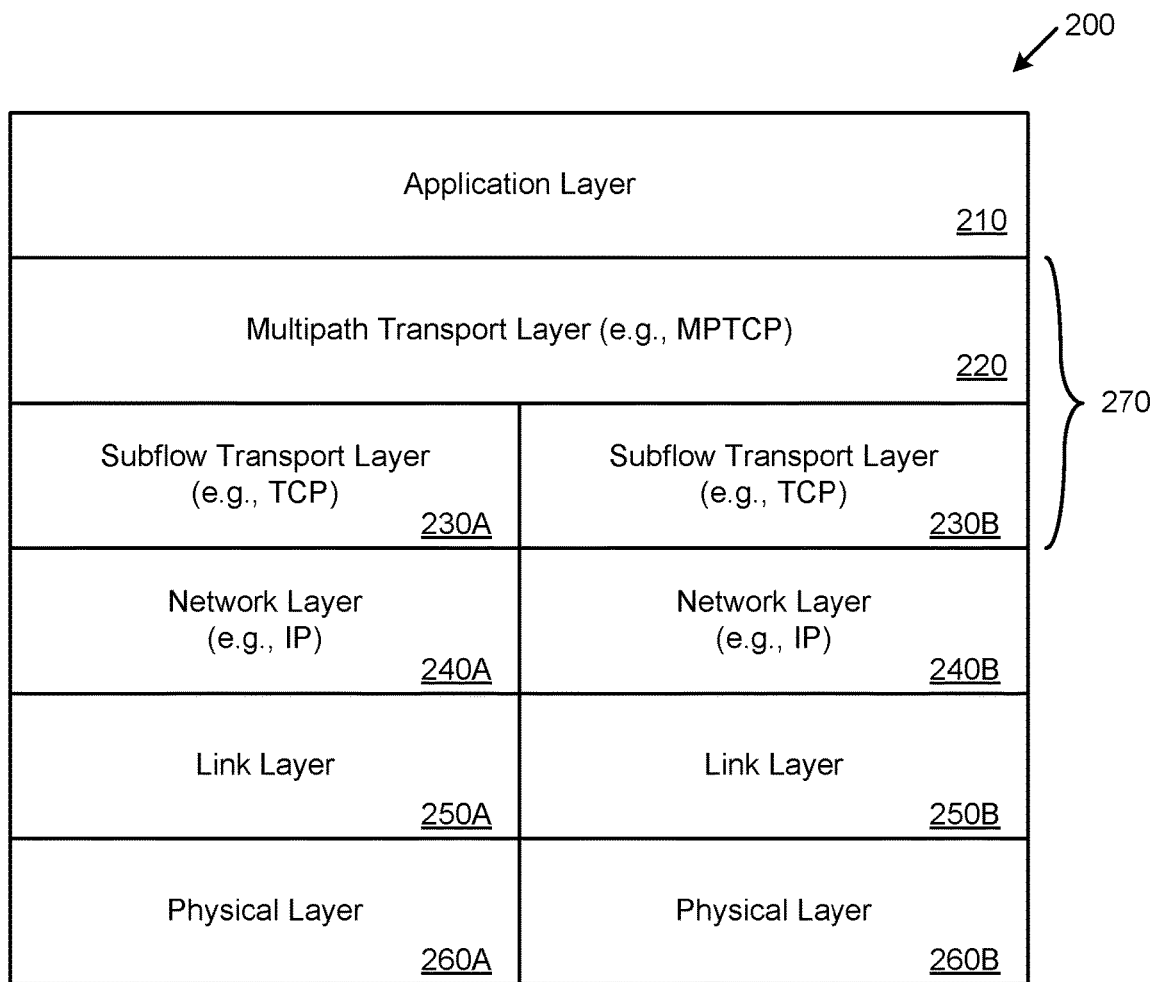 200
Application Layer
210
Multipath Transport Layer (e.g., MPTCP)
220
270
Subflow Transport Layer
(e.g., TCP)
230A
Subflow Transport Layer
(e.g., TCP)
230B
Network Layer
(e.g., IP)
240A
Network Layer
(e.g., IP)
240B
Link Layer
250A
Link Layer
250B
Physical Layer
260A
Physical Layer
260B